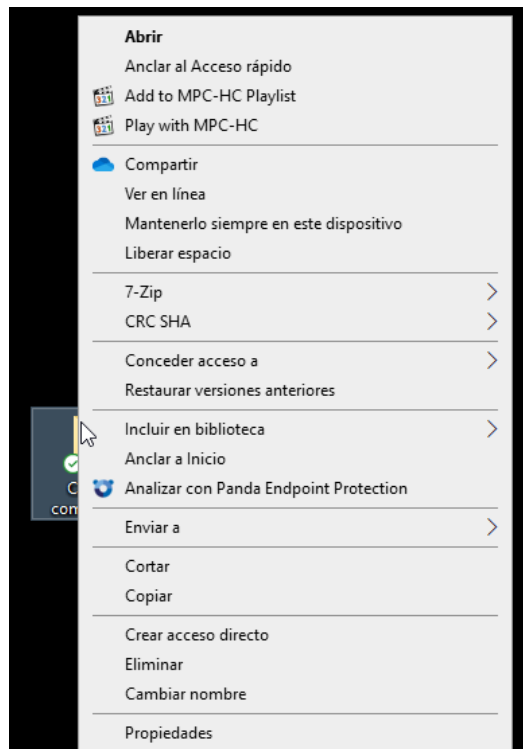 Abrir
Anclar al Acceso rápido
Add to MPC-HC Playlist
Play with MPC-HC
Compartir
Ver en línea
Mantenerlo siempre en este dispositivo
Liberar espacio
7-Zip
CRC SHA
Conceder acceso a
Restaurar versiones anteriores
Incluir en biblioteca
Anclar a Inicio
Analizar con Panda Endpoint Protection
Enviar a
Cortar
Copiar
Crear acceso directo
Eliminar
Cambiar nombre
Propiedades